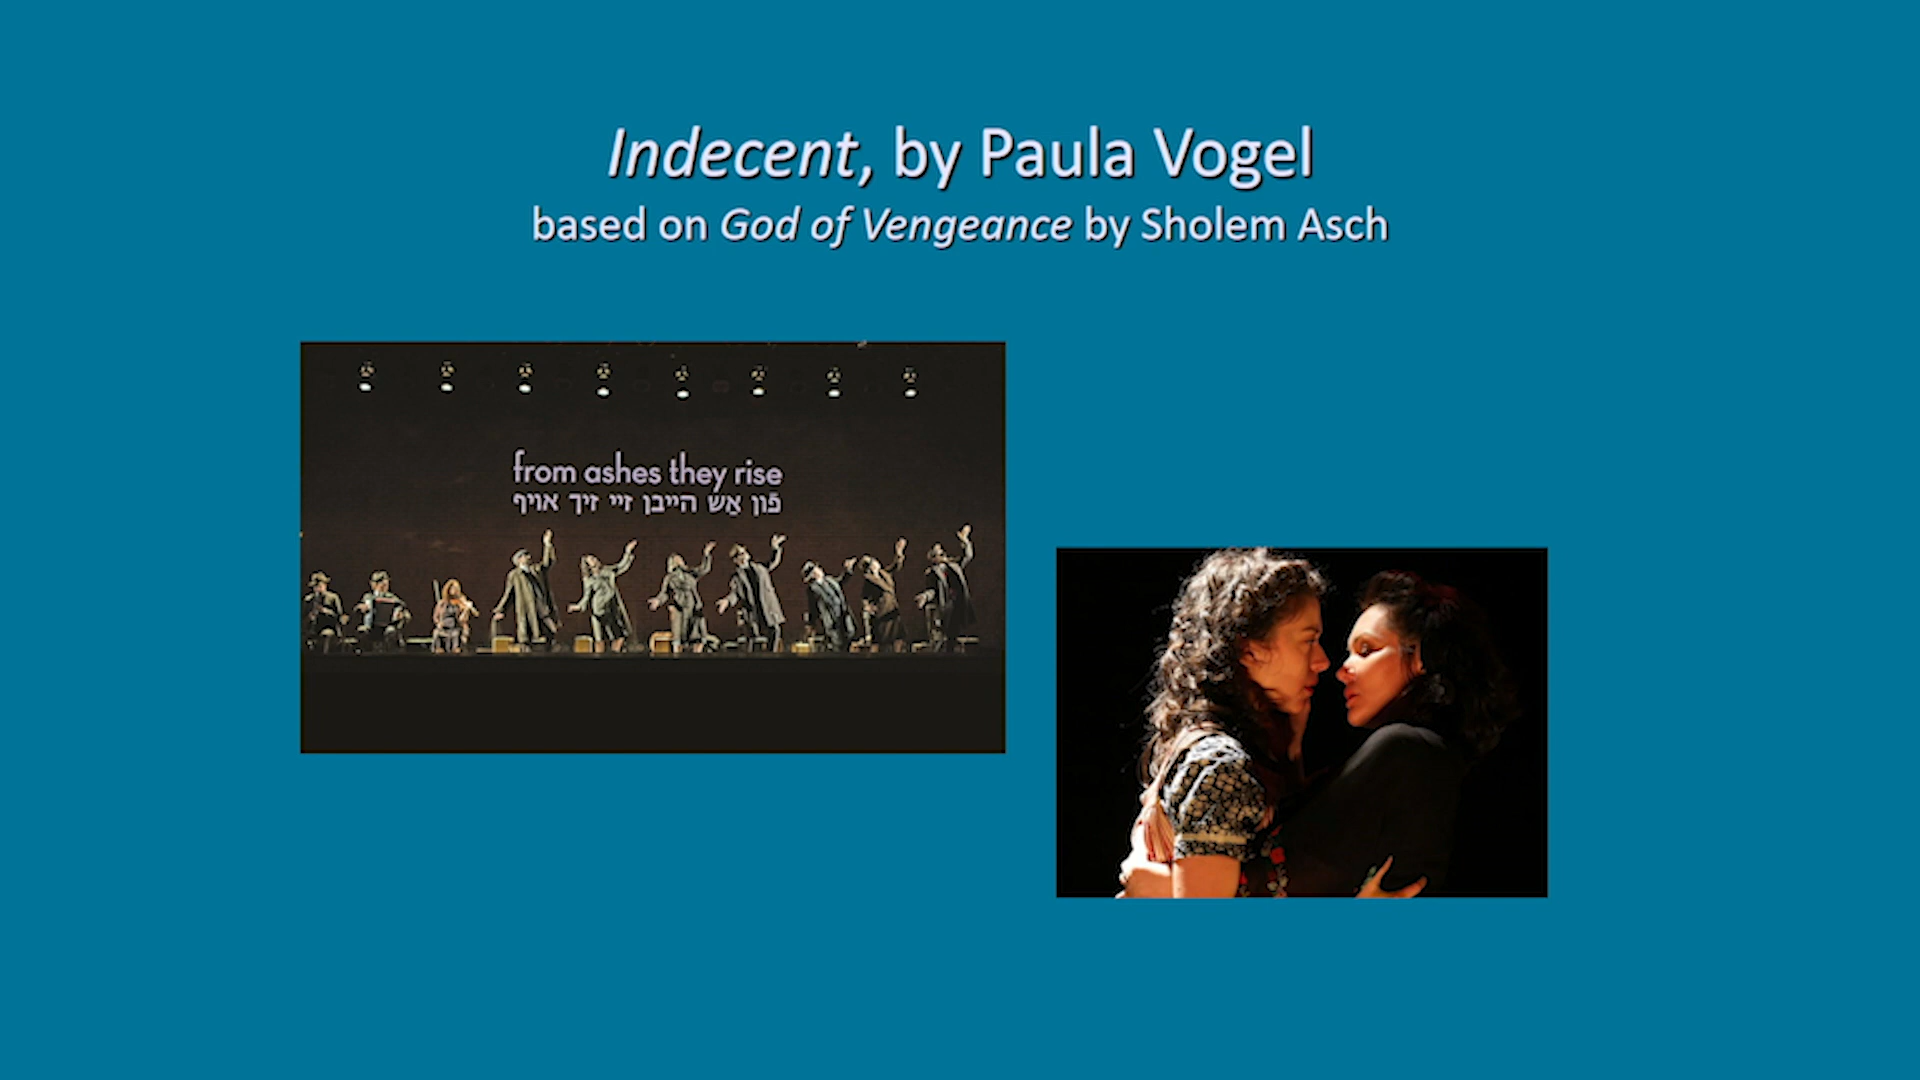 Indecent, by Paula Vogel
based on God of Vengeance by Sholem Asch
from ashes they rise
פֿון אַש הייבן זיי זיך אויף